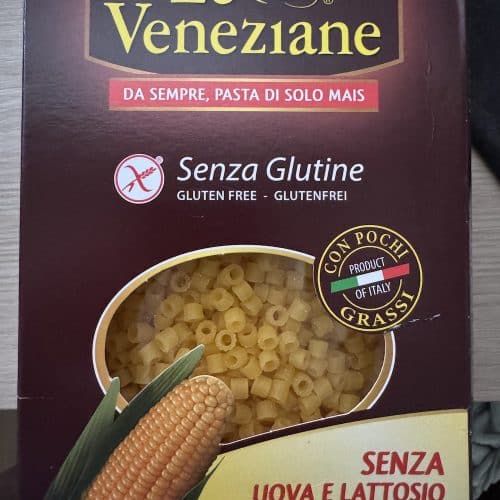 Le
Veneziane
DA SEMPRE, PASTA DI SOLO MAIS
Senza Glutine
GLUTEN FREE - GLUTENFREI
CON POCHI
PRODUCT
OF ITALY
GRASSI
SENZA
UOVA E LATTOSIO